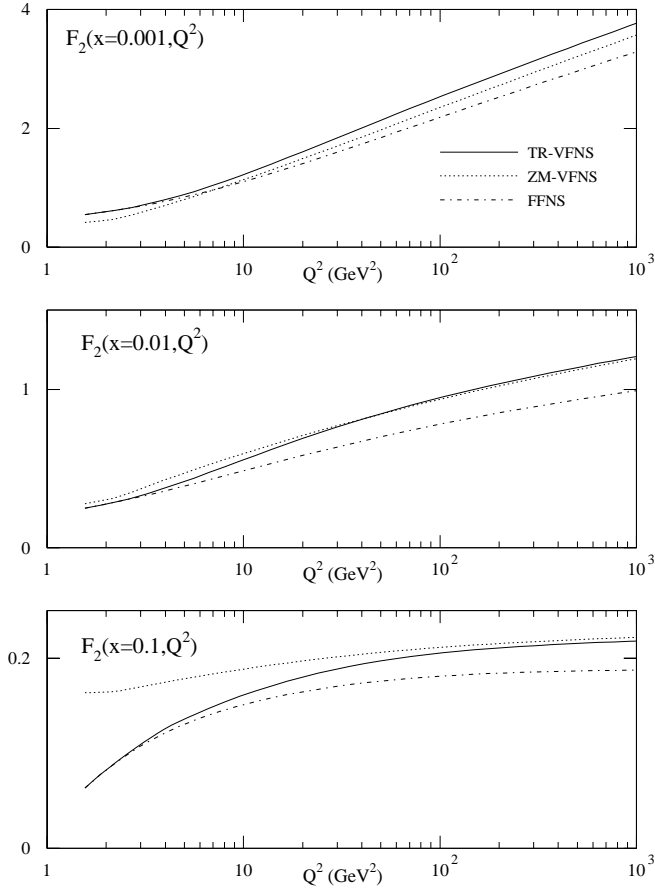 4
F₂(x=0.001,Q²)
2
TR-VFNS
ZM-VFNS
FFNS
0
1 10 10² 10³
Q² (GeV²)
F₂(x=0.01,Q²)
1
0
1 10 10² 10³
Q² (GeV²)
F₂(x=0.1,Q²)
0.2
0
1 10 10² 10³
Q² (GeV²)